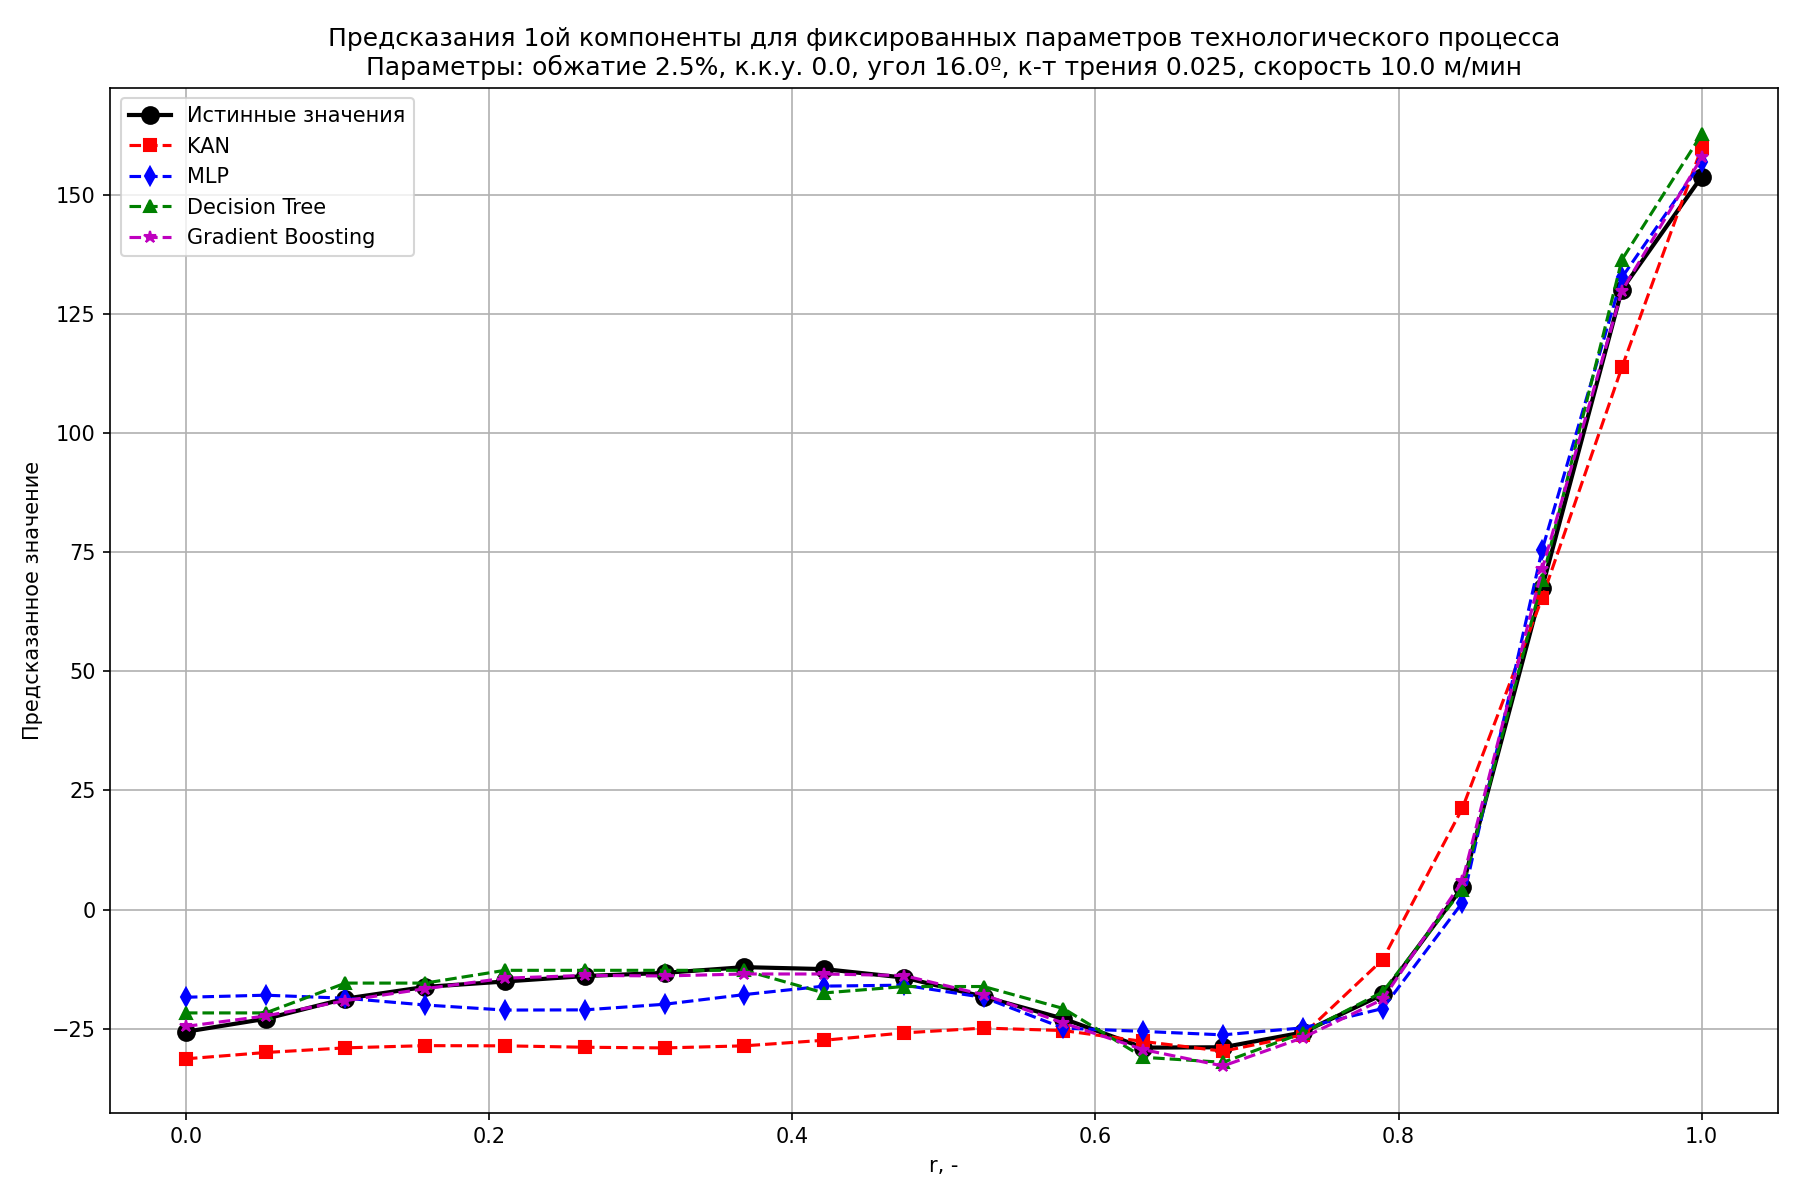 Предсказания 1ой компоненты для фиксированных параметров технологического процесса
Параметры: обжатие 2.5%, к.к.у. 0.0, угол 16.0º, к-т трения 0.025, скорость 10.0 м/мин
Истинные значения
KAN
MLP
Decision Tree
Gradient Boosting
Предсказанное значение
150
125
100
75
50
25
0
−25
0.0
0.2
0.4
0.6
0.8
1.0
r, -